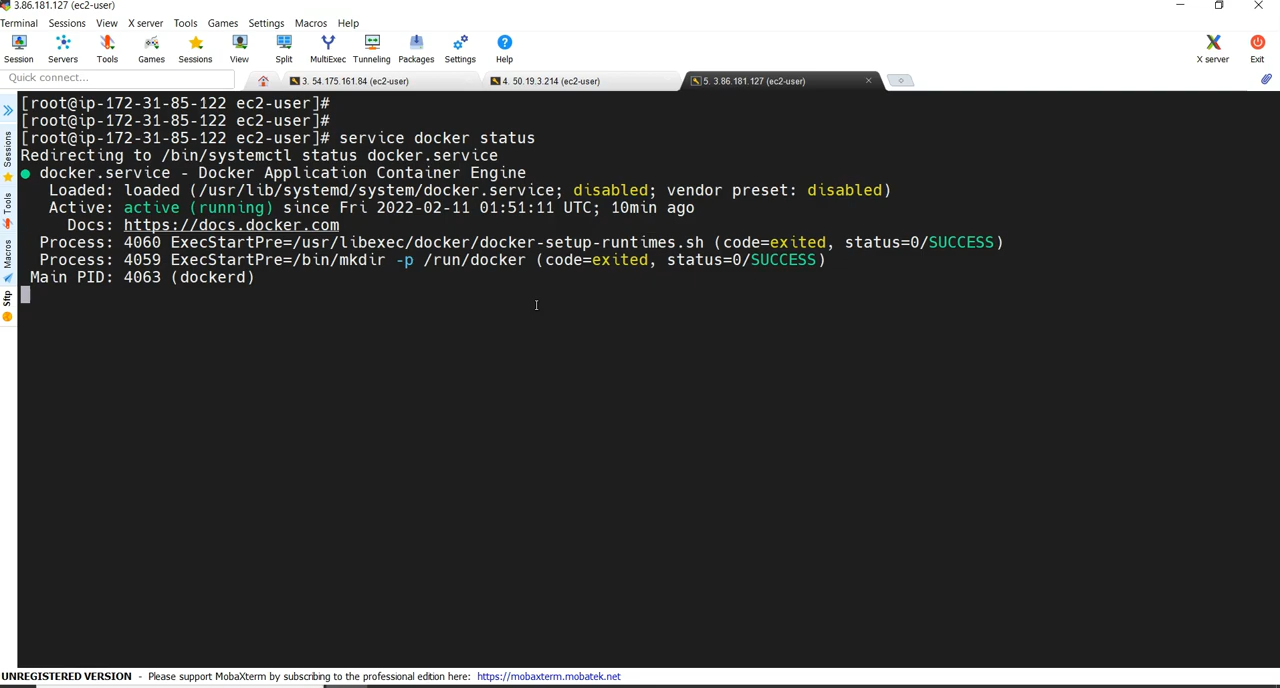 3.86.181.127 (ec2-user)
Terminal Sessions View X server Tools Games Settings Macros Help
Session Servers Tools Games Sessions View Split MultiExec Tunneling Packages Settings Help X server Exit
Quick connect... 3. 54.175.161.84 (ec2-user) 4. 50.19.3.214 (ec2-user) 5. 3.86.181.127 (ec2-user)
[root@ip-172-31-85-122 ec2-user]#
[root@ip-172-31-85-122 ec2-user]#
[root@ip-172-31-85-122 ec2-user]# service docker status
Redirecting to /bin/systemctl status docker.service
● docker.service - Docker Application Container Engine
Loaded: loaded (/usr/lib/systemd/system/docker.service; disabled; vendor preset: disabled)
Active: active (running) since Fri 2022-02-11 01:51:11 UTC; 10min ago
Docs: https://docs.docker.com
Process: 4060 ExecStartPre=/usr/libexec/docker/docker-setup-runtimes.sh (code=exited, status=0/SUCCESS)
Process: 4059 ExecStartPre=/bin/mkdir -p /run/docker (code=exited, status=0/SUCCESS)
Main PID: 4063 (dockerd)
Sessions
Tools
Macros
Sftp
UNREGISTERED VERSION - Please support MobaXterm by subscribing to the professional edition here: https://mobaxterm.mobatek.net